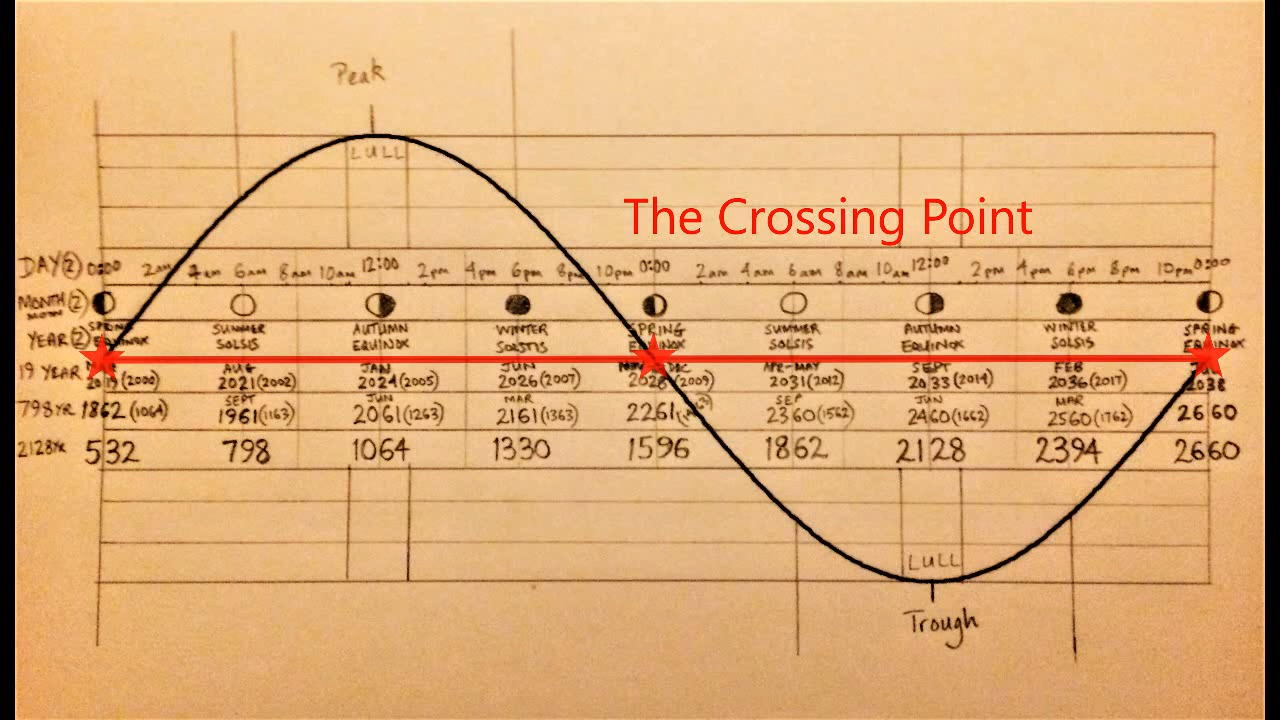 Peak
LULL
The Crossing Point
DAY(2) 0:00 2am 4am 6am 8am 10am 12:00 2pm 4pm 6pm 8pm 10pm 0:00 2am 4am 6am 8am 10am 12:00 2pm 4pm 6pm 8pm 10pm 0:00
MONTH(2)
MOON
SPRING SUMMER AUTUMN WINTER SPRING SUMMER AUTUMN WINTER SPRING
YEAR(2) EQUINOX SOLSIS EQUINOX SOLSTIS EQUINOX SOLSIS EQUINOX SOLSIS EQUINOX
AUG JAN JUN DEC APR-MAY SEPT FEB
19 YEAR 2019(2000) 2021(2002) 2024(2005) 2026(2007) 2028(2009) 2031(2012) 2033(2014) 2036(2017) 2038
SEPT JUN MAR SEP JUN MAR
798YR 1862(1064) 1961(1163) 2061(1263) 2161(1363) 2261 2360(1562) 2460(1662) 2560(1762) 2660
2128YR 532 798 1064 1330 1596 1862 2128 2394 2660
LULL
Trough